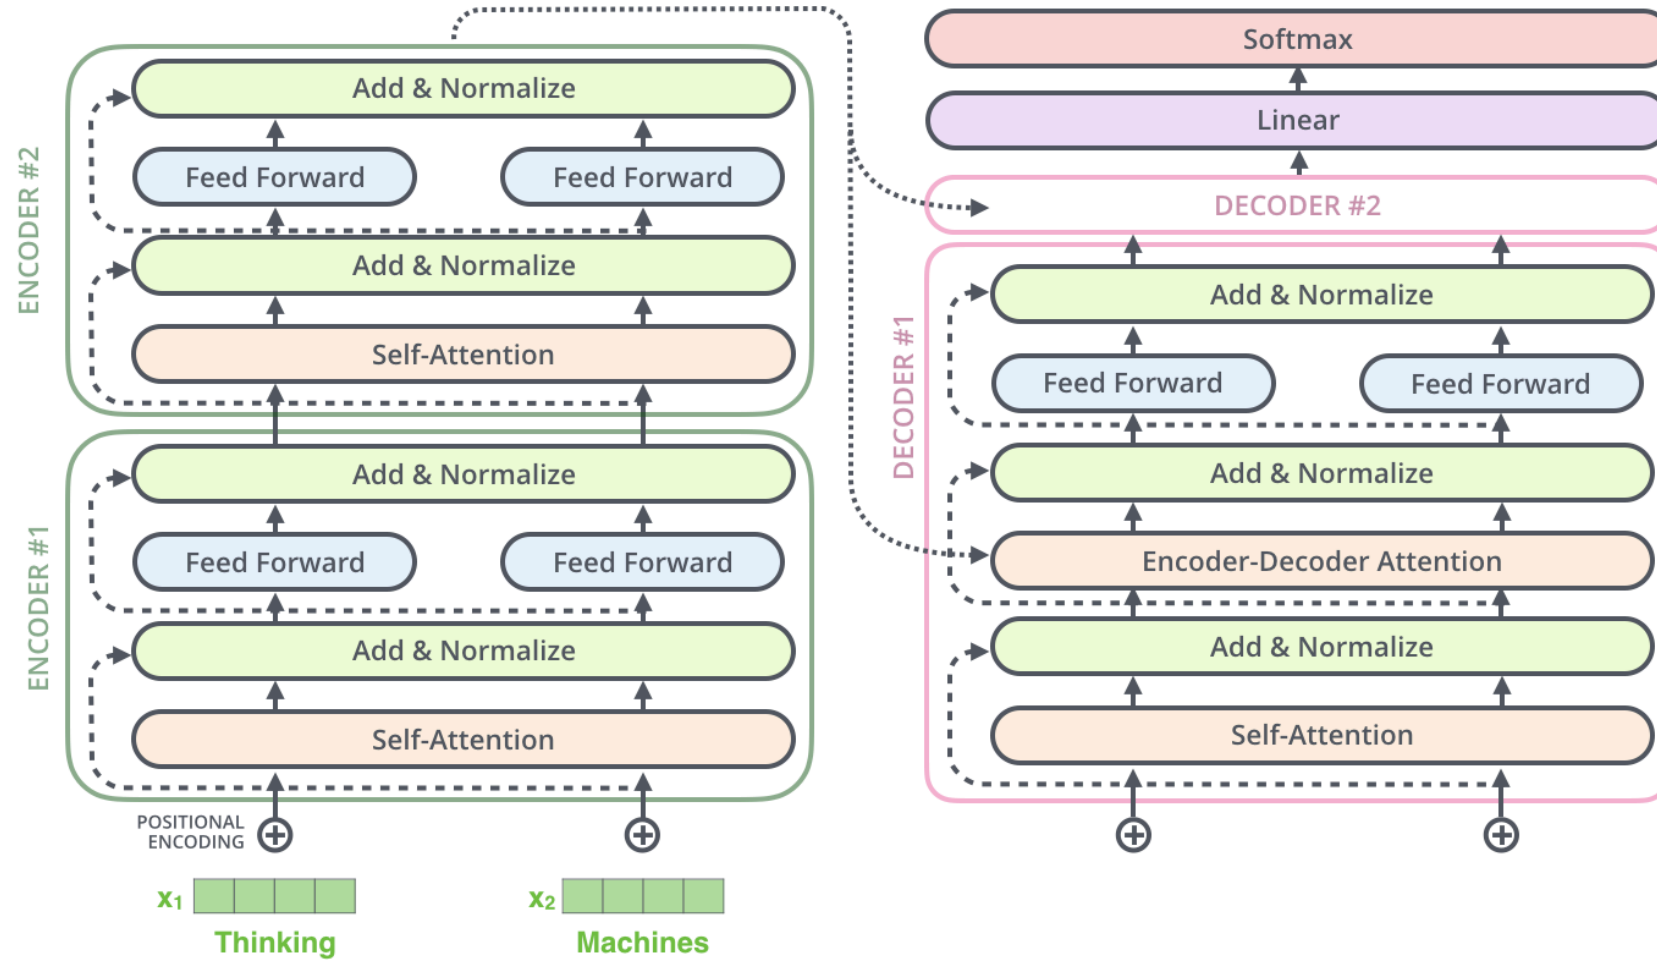 ENCODER #2
Add & Normalize
Feed Forward
Feed Forward
Add & Normalize
Self-Attention
ENCODER #1
Add & Normalize
Feed Forward
Feed Forward
Add & Normalize
Self-Attention
POSITIONAL
ENCODING
x₁
x₂
Thinking
Machines
Softmax
Linear
DECODER #2
DECODER #1
Add & Normalize
Feed Forward
Feed Forward
Add & Normalize
Encoder-Decoder Attention
Add & Normalize
Self-Attention